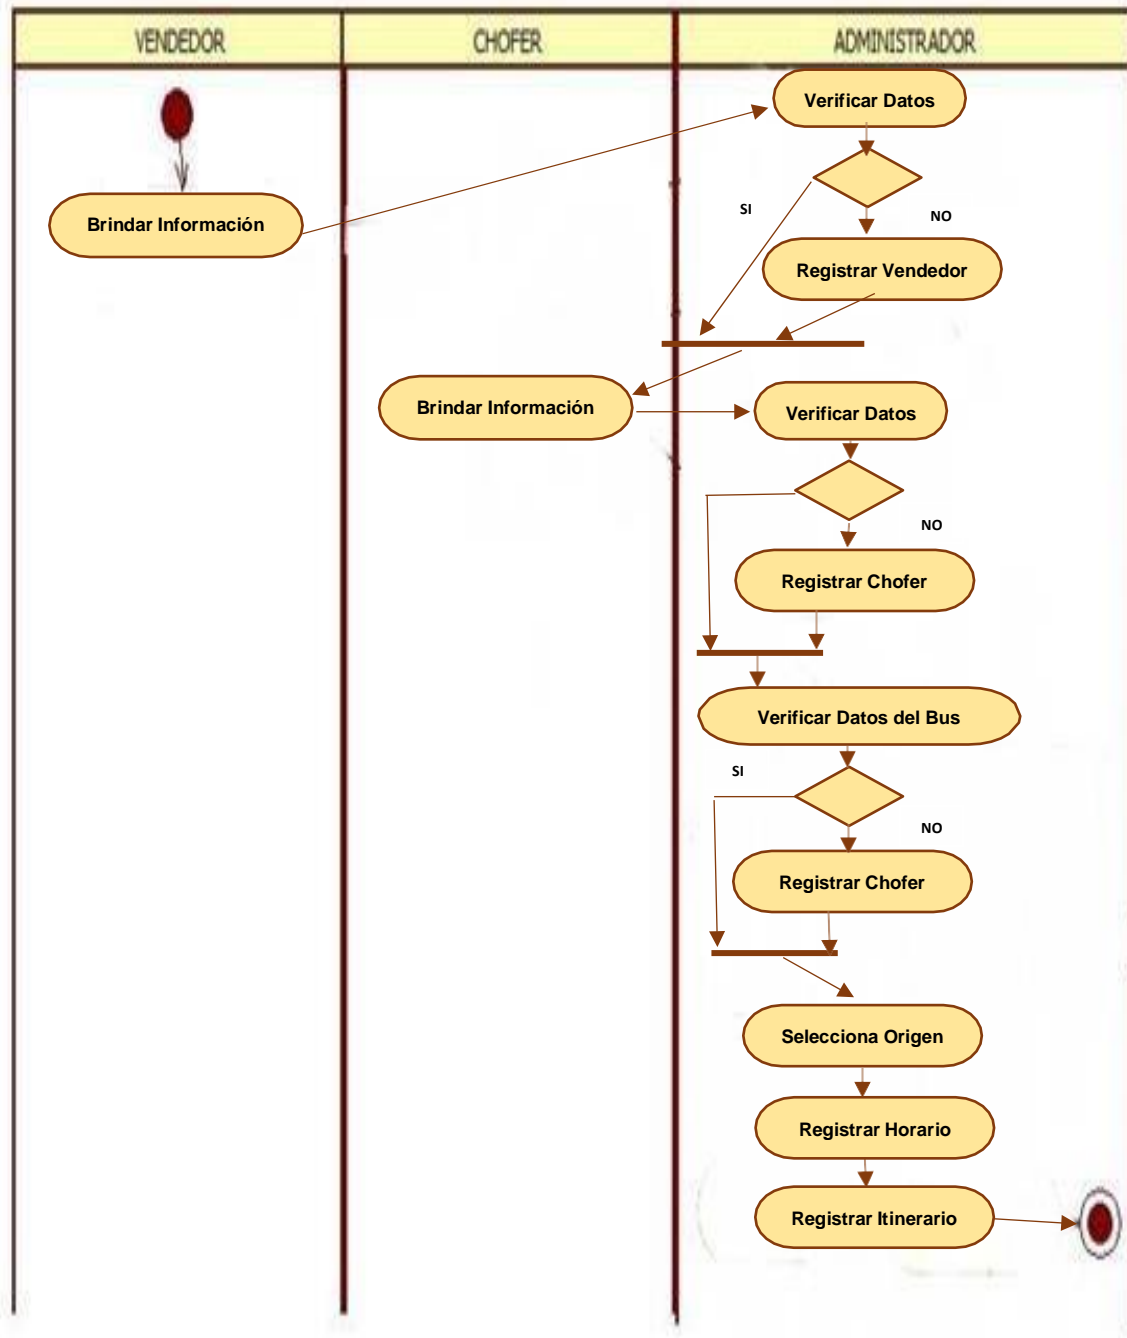 VENDEDOR
CHOFER
ADMINISTRADOR
Verificar Datos
Brindar Información
SI
NO
Registrar Vendedor
Brindar Información
Verificar Datos
NO
Registrar Chofer
Verificar Datos del Bus
SI
NO
Registrar Chofer
Selecciona Origen
Registrar Horario
Registrar Itinerario